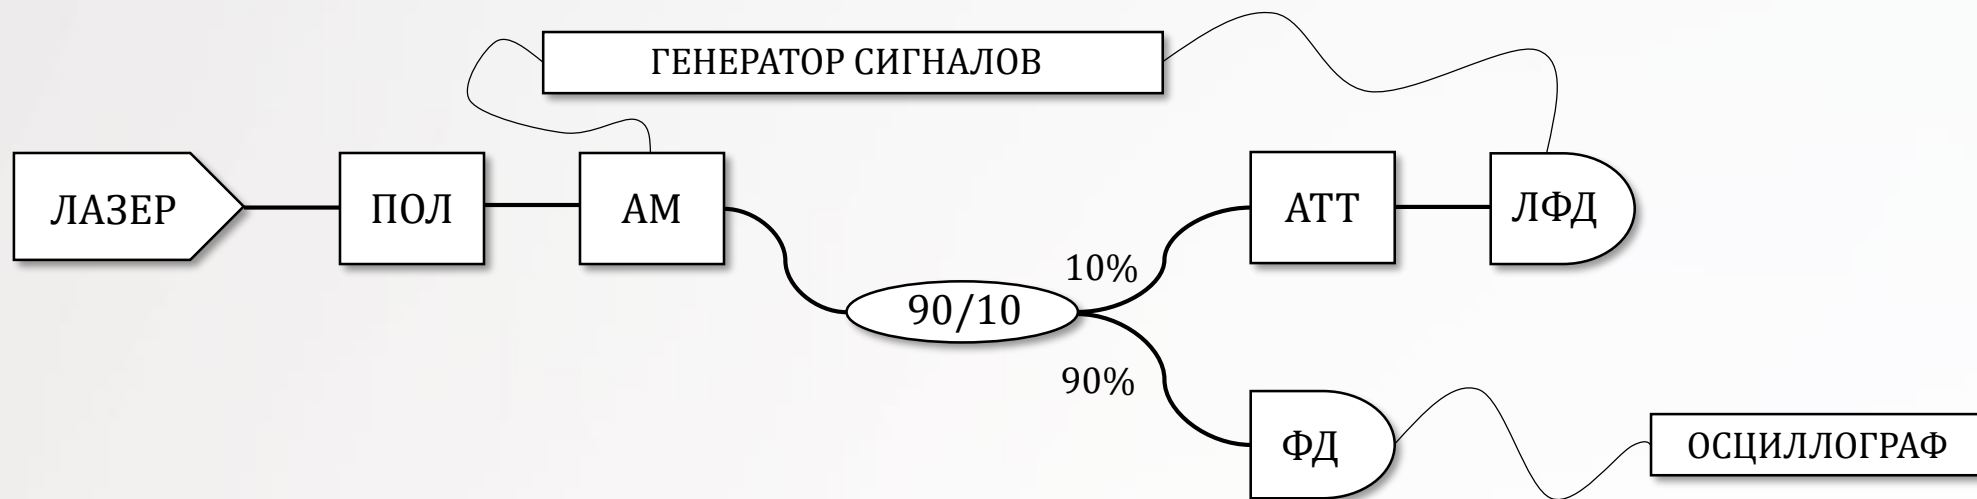 ГЕНЕРАТОР СИГНАЛОВ
ЛАЗЕР
ПОЛ
АМ
АТТ
ЛФД
10%
90/10
90%
ФД
ОСЦИЛЛОГРАФ